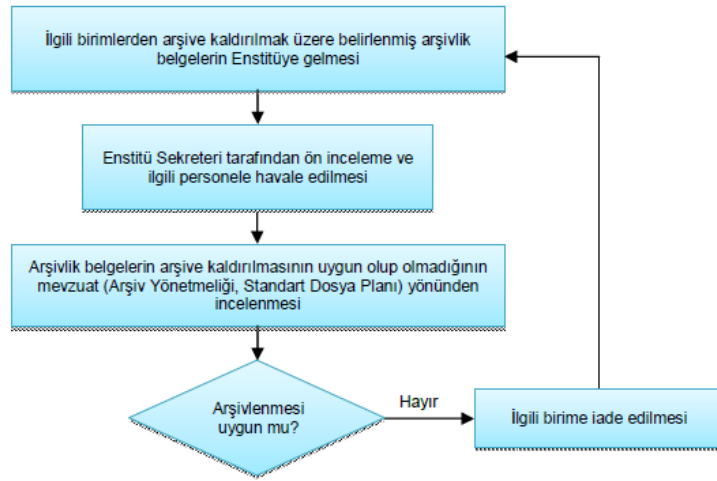 İlgili birimlerden arşive kaldırılmak üzere belirlenmiş arşivlik
belgelerin Enstitüye gelmesi
Enstitü Sekreteri tarafından ön inceleme ve
ilgili personele havale edilmesi
Arşivlik belgelerin arşive kaldırılmasının uygun olup olmadığının
mevzuat (Arşiv Yönetmeliği, Standart Dosya Planı) yönünden
incelenmesi
Arşivlenmesi
uygun mu?
Hayır
İlgili birime iade edilmesi